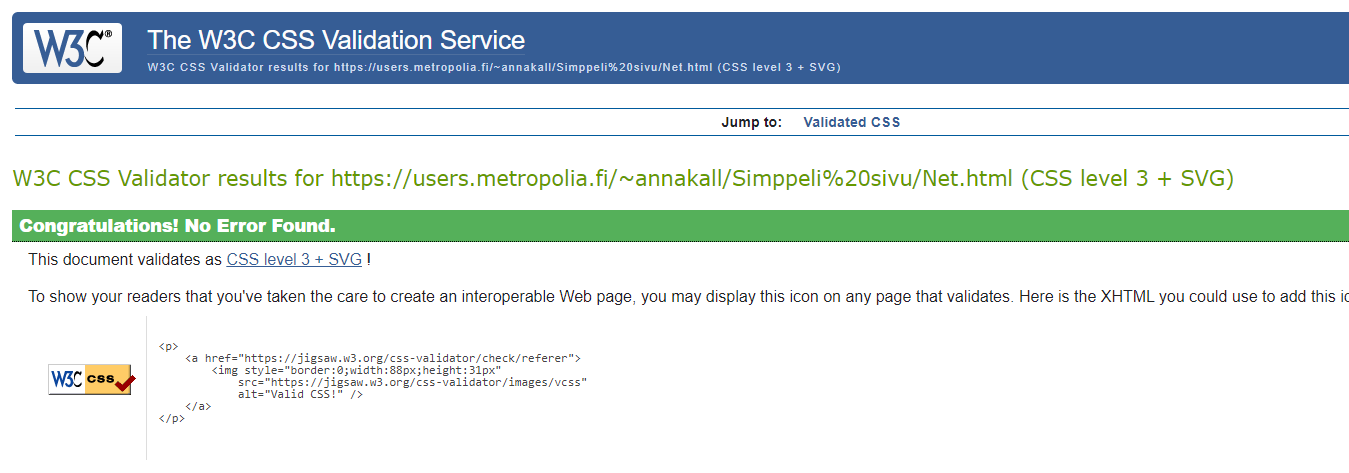 W3C®
The W3C CSS Validation Service
W3C CSS Validator results for https://users.metropolia.fi/~annakall/Simppeli%20sivu/Net.html (CSS level 3 + SVG)
Jump to: Validated CSS
W3C CSS Validator results for https://users.metropolia.fi/~annakall/Simppeli%20sivu/Net.html (CSS level 3 + SVG)
Congratulations! No Error Found.
This document validates as CSS level 3 + SVG !
To show your readers that you've taken the care to create an interoperable Web page, you may display this icon on any page that validates. Here is the XHTML you could use to add this
W3C css
<p>
<a href="https://jigsaw.w3.org/css-validator/check/referer">
<img style="border:0;width:88px;height:31px"
src="https://jigsaw.w3.org/css-validator/images/vcss"
alt="Valid CSS!" />
</a>
</p>